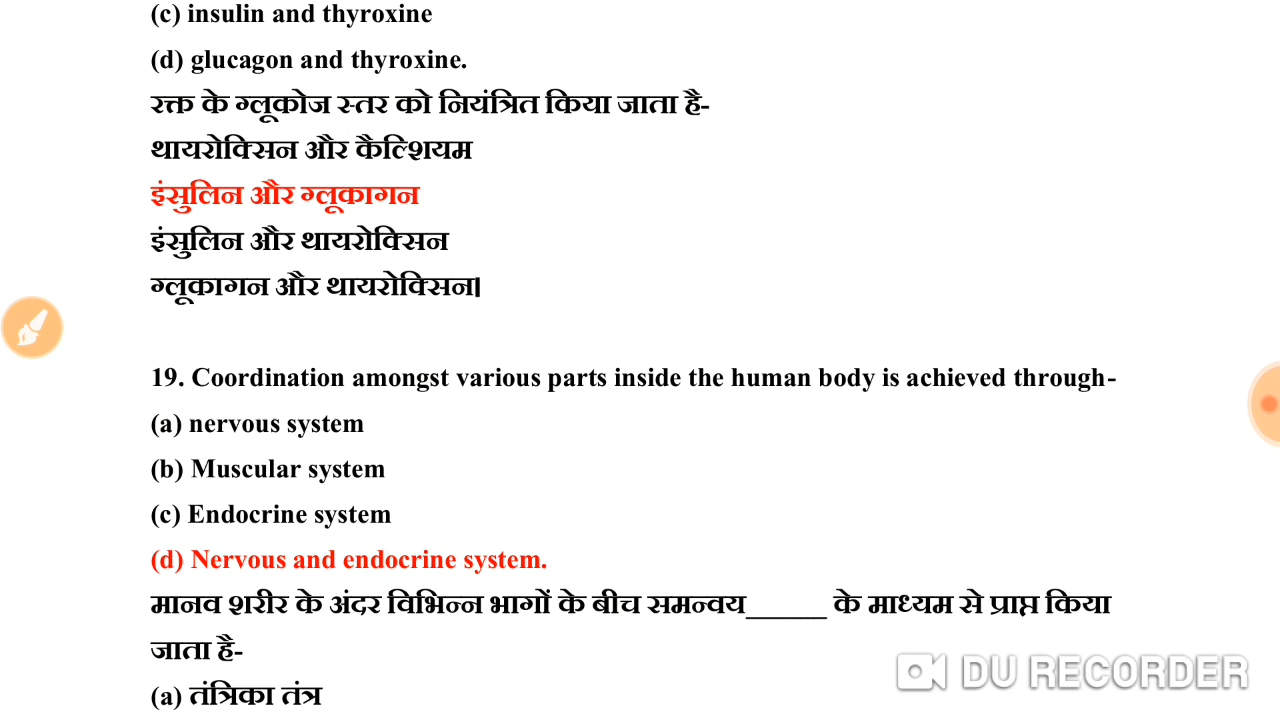 (c) insulin and thyroxine
(d) glucagon and thyroxine.
रक्त के ग्लूकोज स्तर को नियंत्रित किया जाता है-
थायरोक्सिन और कैल्शियम
इंसुलिन और ग्लूकागन
इंसुलिन और थायरोक्सिन
ग्लूकागन और थायरोक्सिन।
19. Coordination amongst various parts inside the human body is achieved through-
(a) nervous system
(b) Muscular system
(c) Endocrine system
(d) Nervous and endocrine system.
मानव शरीर के अंदर विभिन्न भागों के बीच समन्वय______ के माध्यम से प्राप्त किया
जाता है-
(a) तंत्रिका तंत्र
DU RECORDER